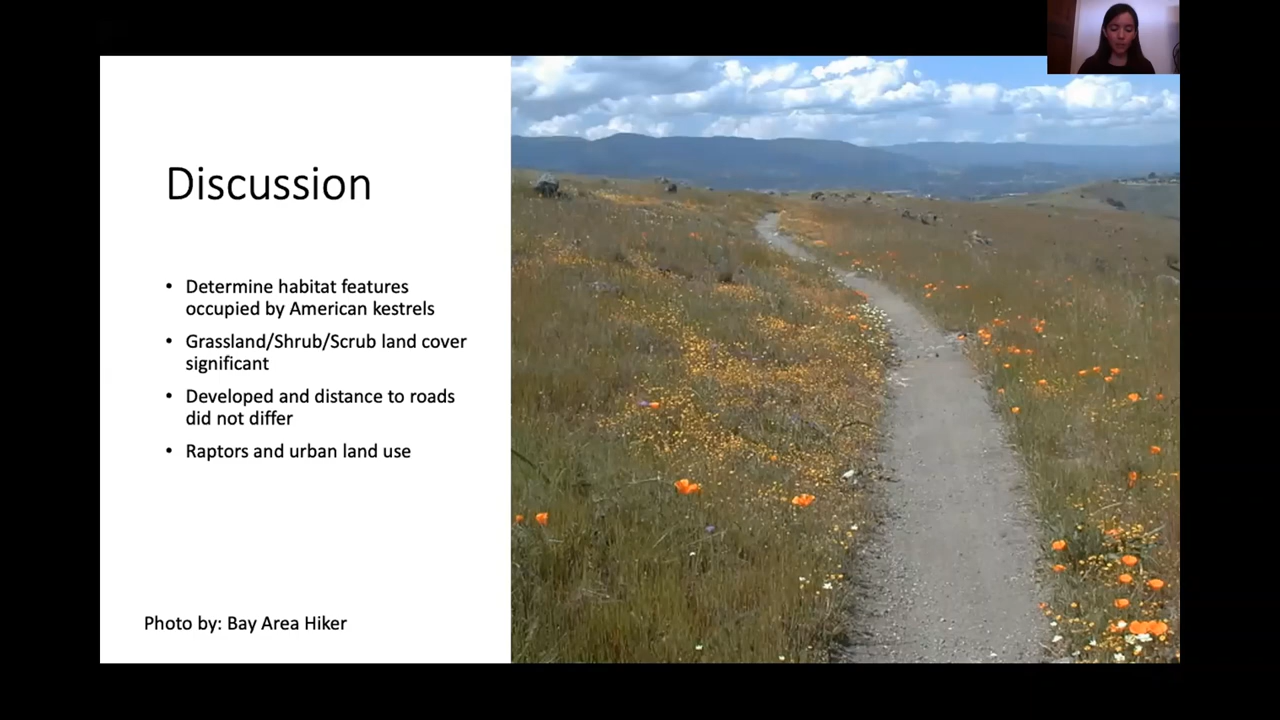 Discussion
• Determine habitat features
occupied by American kestrels
• Grassland/Shrub/Scrub land cover
significant
• Developed and distance to roads
did not differ
• Raptors and urban land use
Photo by: Bay Area Hiker